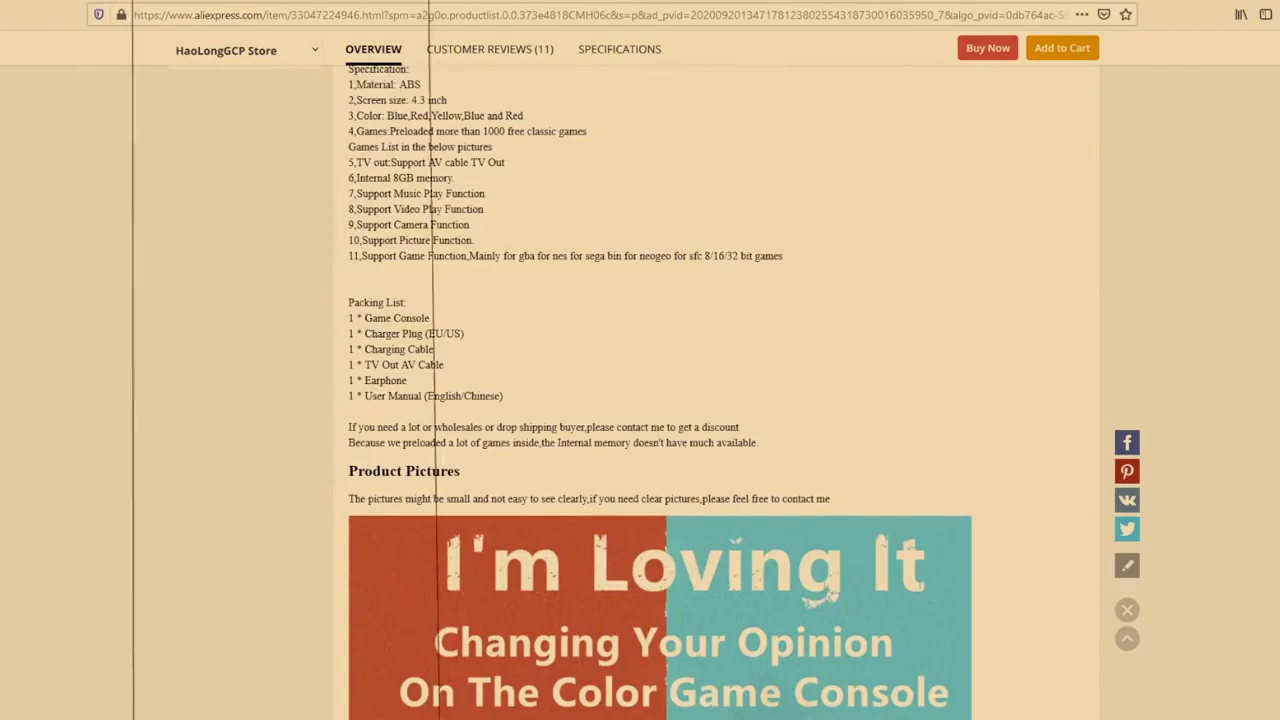 https://www.aliexpress.com/item/33047224946.html?spm=a2g0o.productlist.0.0.373e4818CMH06c&s=p&ad_pvid=202009201347178123802554318730016035950_7&algo_pvid=0db764ac-5
HaoLongGCP Store
OVERVIEW CUSTOMER REVIEWS (11) SPECIFICATIONS
Buy Now Add to Cart
Specification:
1,Material: ABS
2,Screen size: 4.3 inch
3,Color: Blue,Red,Yellow,Blue and Red
4,Games:Preloaded more than 1000 free classic games
Games List in the below pictures
5,TV out:Support AV cable TV Out
6,Internal 8GB memory.
7,Support Music Play Function
8,Support Video Play Function
9,Support Camera Function
10,Support Picture Function.
11,Support Game Function,Mainly for gba for nes for sega bin for neogeo for sfc 8/16/32 bit games
Packing List:
1 * Game Console
1 * Charger Plug (EU/US)
1 * Charging Cable
1 * TV Out AV Cable
1 * Earphone
1 * User Manual (English/Chinese)
If you need a lot or wholesales or drop shipping buyer,please contact me to get a discount
Because we preloaded a lot of games inside,the Internal memory doesn't have much available.
Product Pictures
The pictures might be small and not easy to see clearly,if you need clear pictures,please feel free to contact me
I'm Loving It
Changing Your Opinion
On The Color Game Console